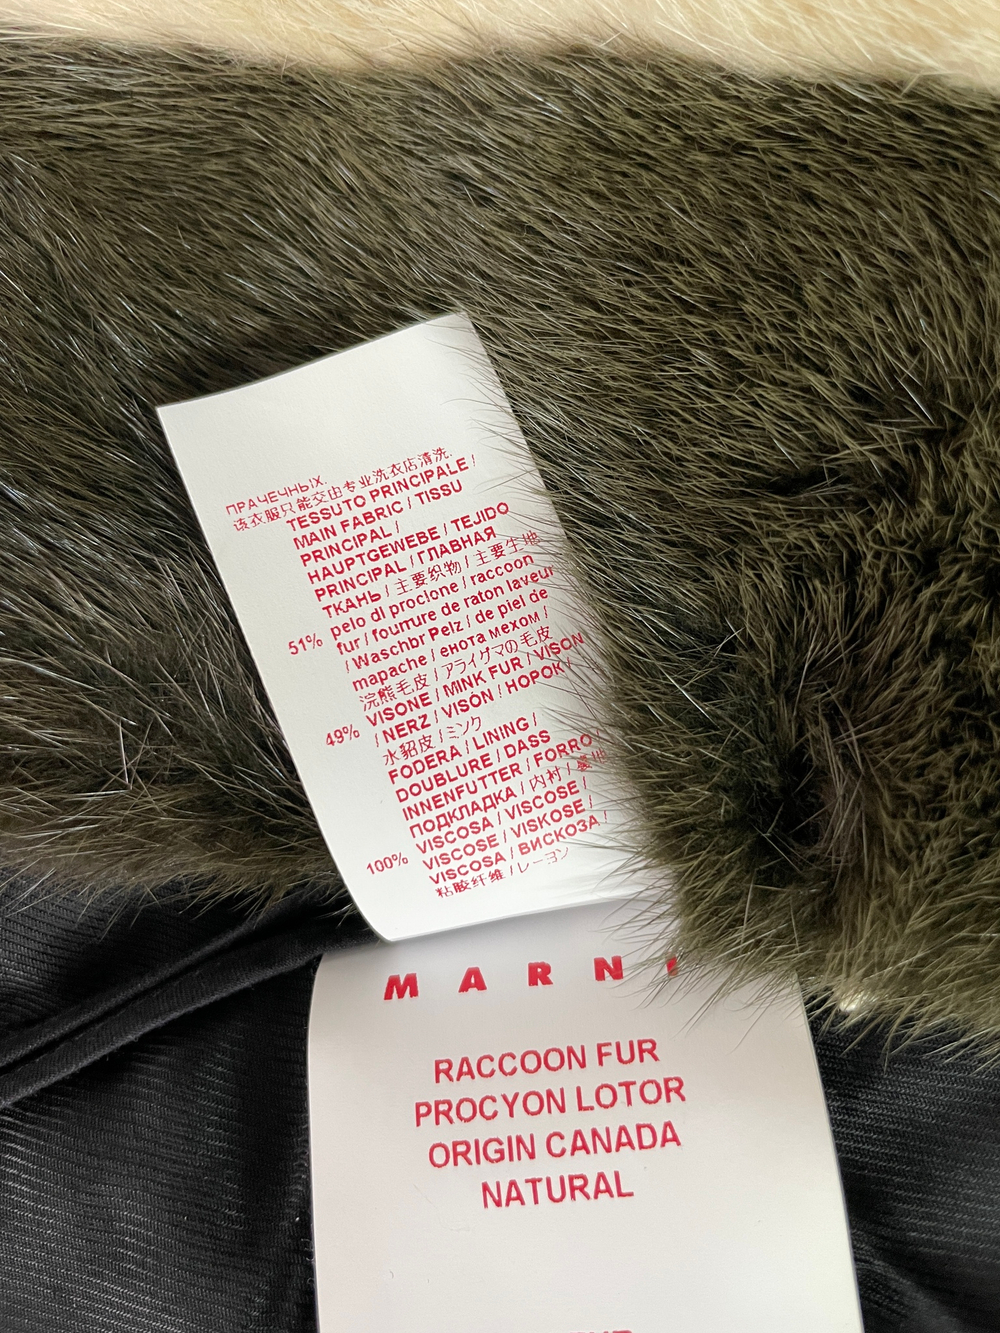 ПРАЧЕЧНЫХ.
该衣服只能交由专业洗衣店清洗.
TESSUTO PRINCIPALE /
MAIN FABRIC / TISSU
PRINCIPAL /
HAUPTGEWEBE / TEJIDO
PRINCIPAL / ГЛАВНАЯ
ТКАНЬ / 主要织物 / 主要生地
51% pelo di procione / raccoon
fur / fourrure de raton laveur
/ Waschbr Pelz / de piel de
mapache / енота мехом /
浣熊毛皮 / アライグマの毛皮
49% VISONE / MINK FUR / VISON
/ NERZ / VISÓN / НОРОК /
水貂皮 / ミンク
FODERA / LINING /
DOUBLURE / DASS
INNENFUTTER / FORRO
ПОДКЛАДКА / 内衬 / 裏地
100% VISCOSA / VISCOSE /
VISCOSE / VISKOSE /
VISCOSA / ВИСКОЗА /
粘胶纤维 / レーヨン
MARNI
RACCOON FUR
PROCYON LOTOR
ORIGIN CANADA
NATURAL